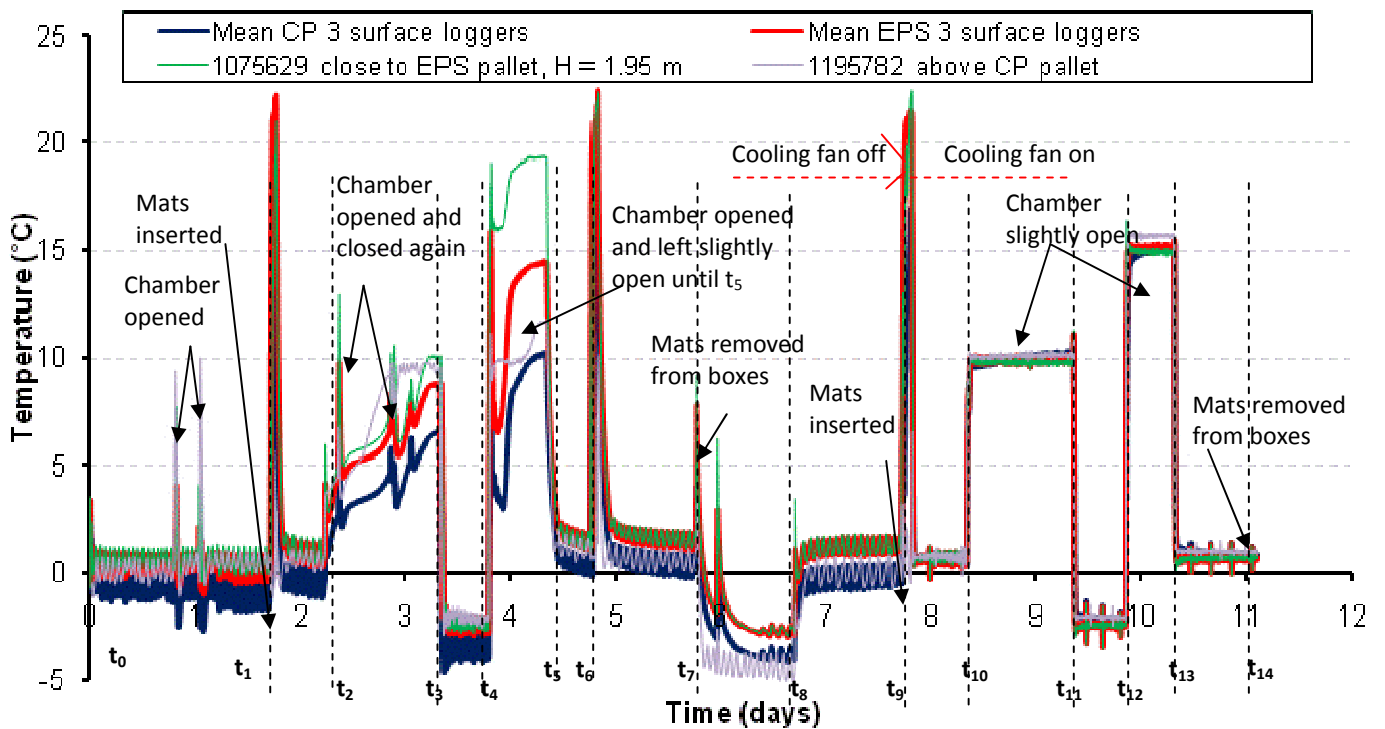 Mean CP 3 surface loggers
Mean EPS 3 surface loggers
1075629 close to EPS pallet, H = 1.95 m
1195782 above CP pallet
25
20
15
10
5
0
-5
Temperature (°C)
Mats
inserted
Chamber
opened
Chamber
opened and
closed again
Chamber opened
and left slightly
open until t5
Mats removed
from boxes
Cooling fan off
Cooling fan on
Mats
inserted
Chamber
slightly open
Mats removed
from boxes
0 1 2 3 4 5 6 7 8 9 10 11 12
t0 t1 t2 t3 t4 t5 t6 t7 t8 t9 t10 t11 t12 t13 t14
Time (days)